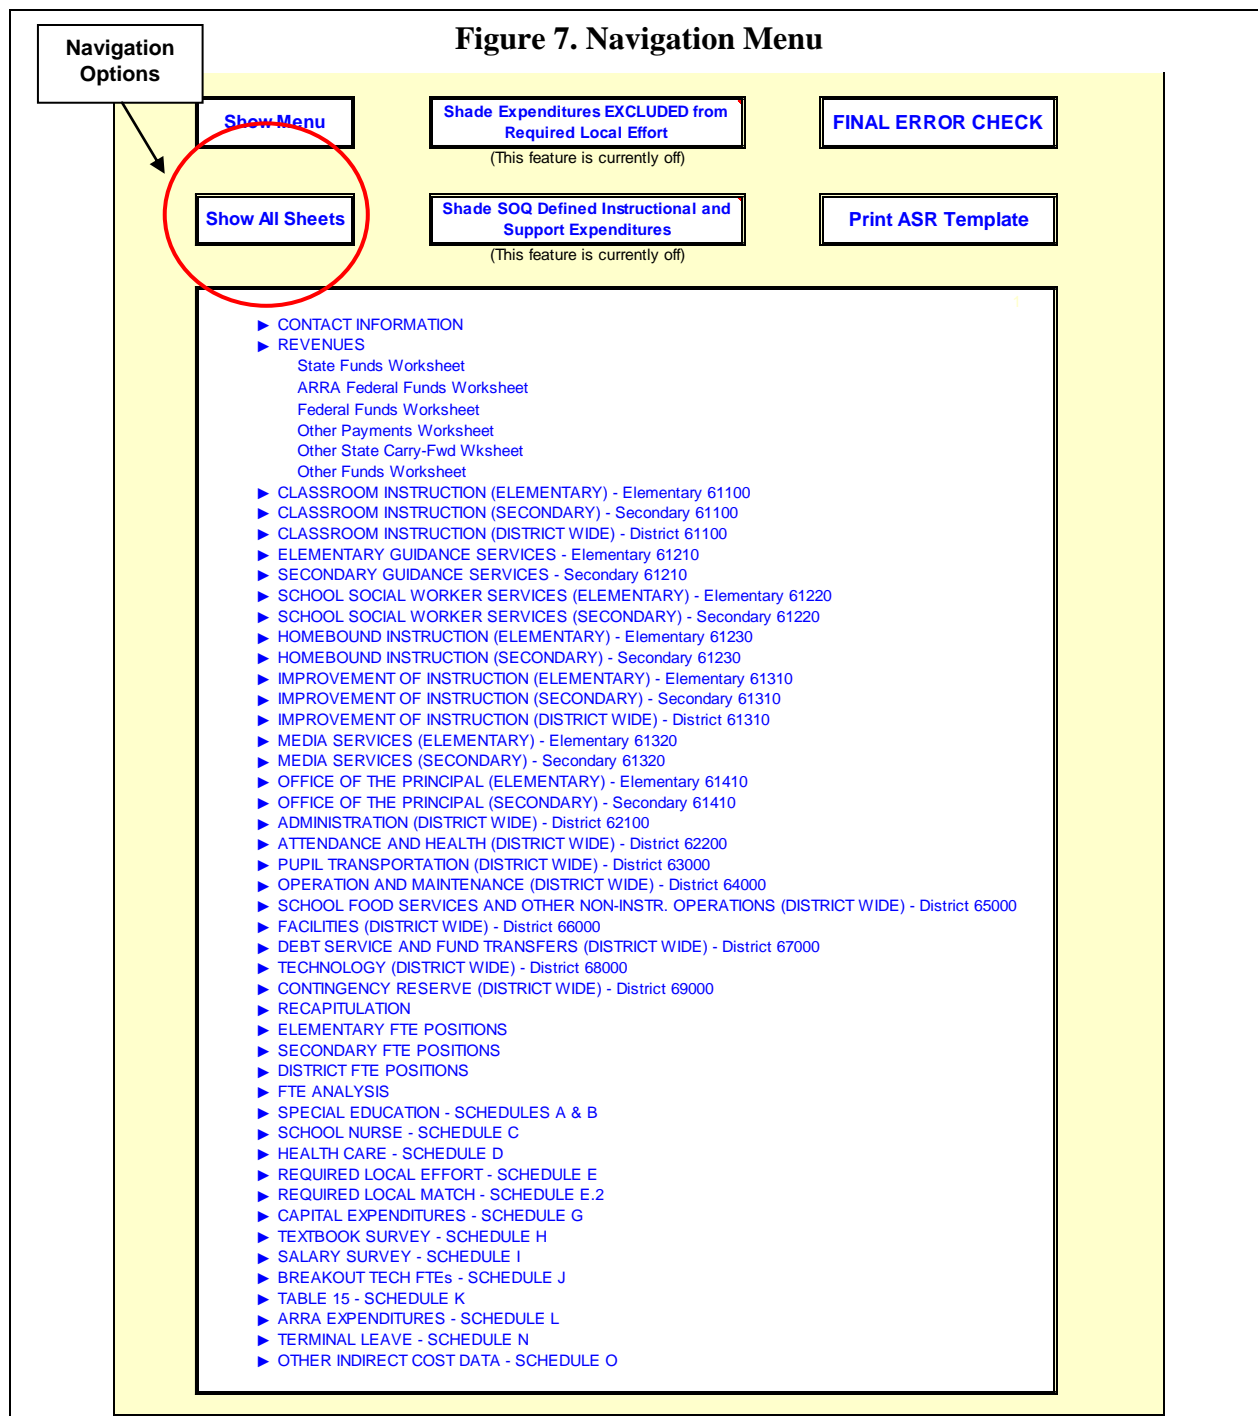 Figure 7. Navigation Menu
Navigation
Options
Show Menu
Shade Expenditures EXCLUDED from
Required Local Effort
(This feature is currently off)
FINAL ERROR CHECK
Show All Sheets
Shade SOQ Defined Instructional and
Support Expenditures
(This feature is currently off)
Print ASR Template
► CONTACT INFORMATION
► REVENUES
State Funds Worksheet
ARRA Federal Funds Worksheet
Federal Funds Worksheet
Other Payments Worksheet
Other State Carry-Fwd Wksheet
Other Funds Worksheet
► CLASSROOM INSTRUCTION (ELEMENTARY) - Elementary 61100
► CLASSROOM INSTRUCTION (SECONDARY) - Secondary 61100
► CLASSROOM INSTRUCTION (DISTRICT WIDE) - District 61100
► ELEMENTARY GUIDANCE SERVICES - Elementary 61210
► SECONDARY GUIDANCE SERVICES - Secondary 61210
► SCHOOL SOCIAL WORKER SERVICES (ELEMENTARY) - Elementary 61220
► SCHOOL SOCIAL WORKER SERVICES (SECONDARY) - Secondary 61220
► HOMEBOUND INSTRUCTION (ELEMENTARY) - Elementary 61230
► HOMEBOUND INSTRUCTION (SECONDARY) - Secondary 61230
► IMPROVEMENT OF INSTRUCTION (ELEMENTARY) - Elementary 61310
► IMPROVEMENT OF INSTRUCTION (SECONDARY) - Secondary 61310
► IMPROVEMENT OF INSTRUCTION (DISTRICT WIDE) - District 61310
► MEDIA SERVICES (ELEMENTARY) - Elementary 61320
► MEDIA SERVICES (SECONDARY) - Secondary 61320
► OFFICE OF THE PRINCIPAL (ELEMENTARY) - Elementary 61410
► OFFICE OF THE PRINCIPAL (SECONDARY) - Secondary 61410
► ADMINISTRATION (DISTRICT WIDE) - District 62100
► ATTENDANCE AND HEALTH (DISTRICT WIDE) - District 62200
► PUPIL TRANSPORTATION (DISTRICT WIDE) - District 63000
► OPERATION AND MAINTENANCE (DISTRICT WIDE) - District 64000
► SCHOOL FOOD SERVICES AND OTHER NON-INSTR. OPERATIONS (DISTRICT WIDE) - District 65000
► FACILITIES (DISTRICT WIDE) - District 66000
► DEBT SERVICE AND FUND TRANSFERS (DISTRICT WIDE) - District 67000
► TECHNOLOGY (DISTRICT WIDE) - District 68000
► CONTINGENCY RESERVE (DISTRICT WIDE) - District 69000
► RECAPITULATION
► ELEMENTARY FTE POSITIONS
► SECONDARY FTE POSITIONS
► DISTRICT FTE POSITIONS
► FTE ANALYSIS
► SPECIAL EDUCATION - SCHEDULES A & B
► SCHOOL NURSE - SCHEDULE C
► HEALTH CARE - SCHEDULE D
► REQUIRED LOCAL EFFORT - SCHEDULE E
► REQUIRED LOCAL MATCH - SCHEDULE E.2
► CAPITAL EXPENDITURES - SCHEDULE G
► TEXTBOOK SURVEY - SCHEDULE H
► SALARY SURVEY - SCHEDULE I
► BREAKOUT TECH FTEs - SCHEDULE J
► TABLE 15 - SCHEDULE K
► ARRA EXPENDITURES - SCHEDULE L
► TERMINAL LEAVE - SCHEDULE N
► OTHER INDIRECT COST DATA - SCHEDULE O